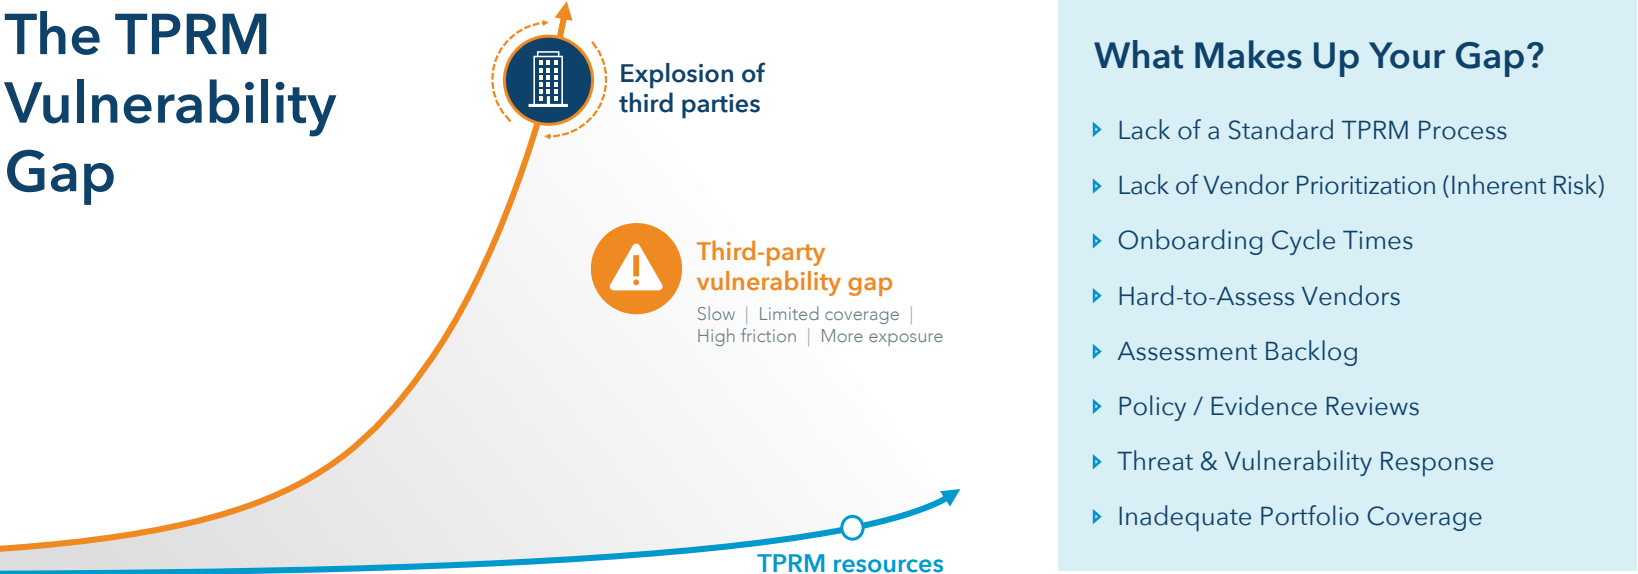 The TPRM
Vulnerability
Gap
Explosion of
third parties
Third-party
vulnerability gap
Slow | Limited coverage |
High friction | More exposure
TPRM resources
What Makes Up Your Gap?
Lack of a Standard TPRM Process
Lack of Vendor Prioritization (Inherent Risk)
Onboarding Cycle Times
Hard-to-Assess Vendors
Assessment Backlog
Policy / Evidence Reviews
Threat & Vulnerability Response
Inadequate Portfolio Coverage